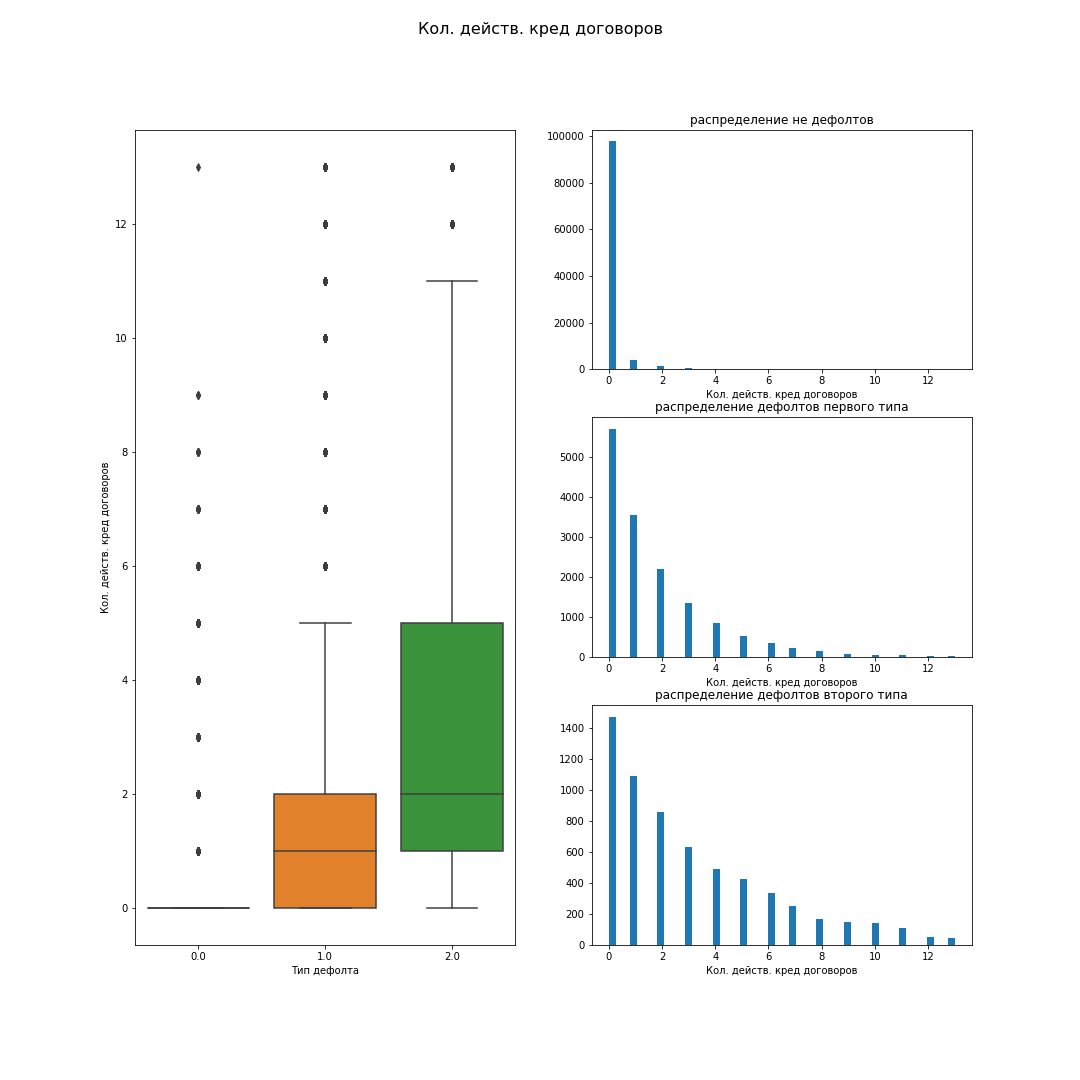 Кол. действ. кред договоров
Кол. действ. кред договоров
12
10
8
6
4
2
0
0.0 1.0 2.0
Тип дефолта
распределение не дефолтов
100000
80000
60000
40000
20000
0
0 2 4 6 8 10 12
Кол. действ. кред договоров
распределение дефолтов первого типа
5000
4000
3000
2000
1000
0
0 2 4 6 8 10 12
Кол. действ. кред договоров
распределение дефолтов второго типа
1400
1200
1000
800
600
400
200
0
0 2 4 6 8 10 12
Кол. действ. кред договоров